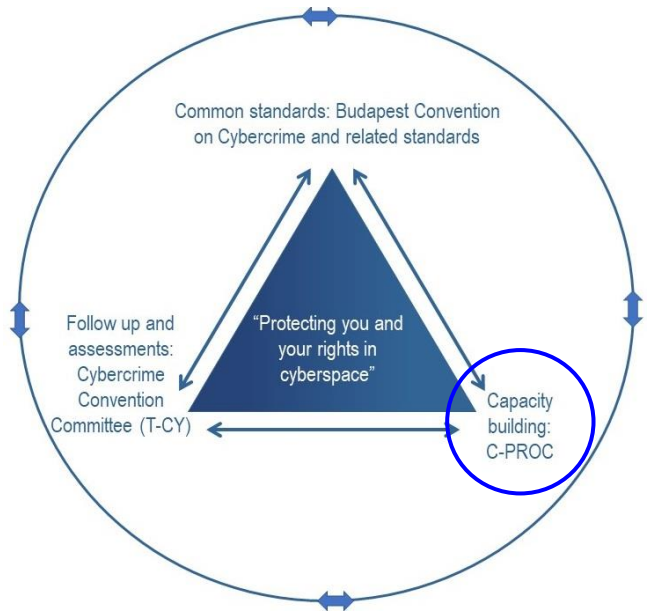 Common standards: Budapest Convention
on Cybercrime and related standards
Follow up and
assessments:
Cybercrime
Convention
Committee (T-CY)
“Protecting you and
your rights in
cyberspace”
Capacity
building:
C-PROC